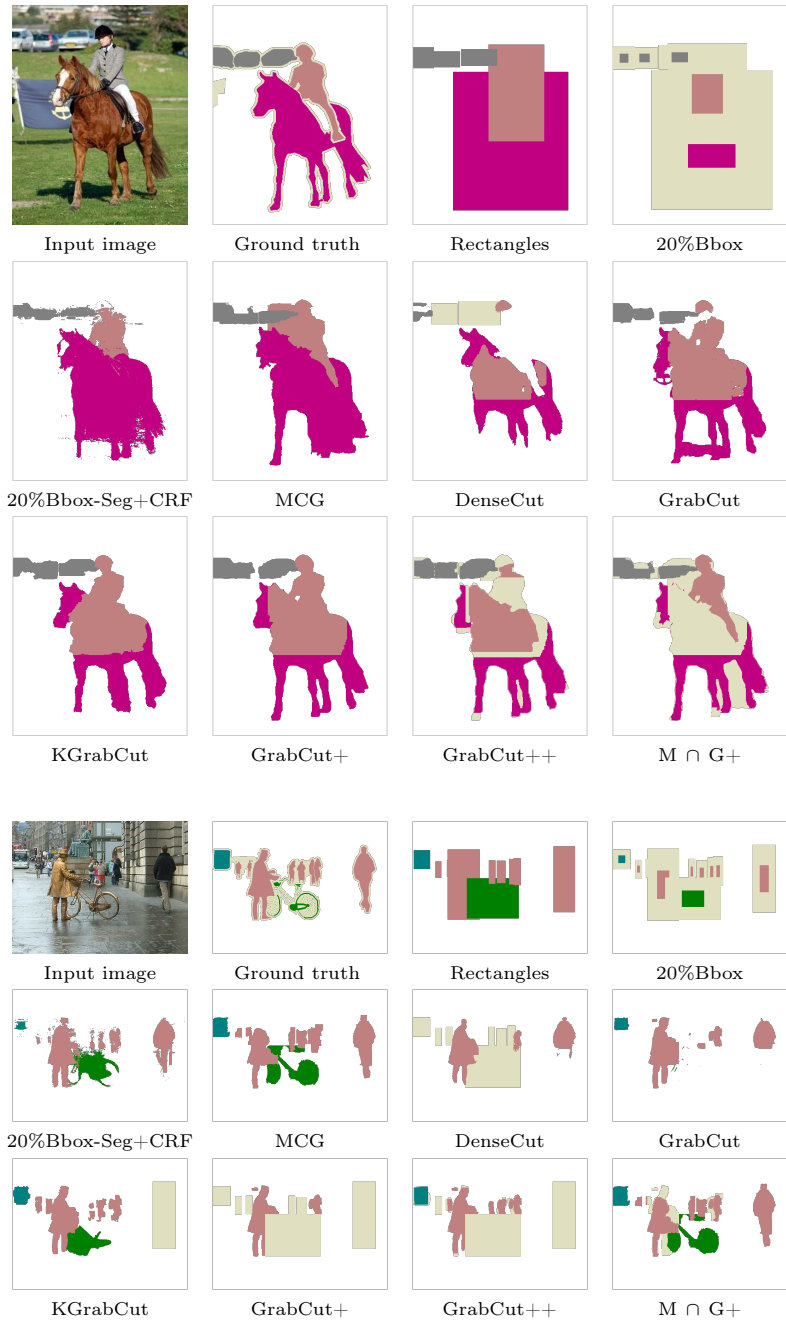 Input image
Ground truth
Rectangles
20%Bbox
20%Bbox-Seg+CRF
MCG
DenseCut
GrabCut
KGrabCut
GrabCut+
GrabCut++
M ∩ G+
Input image
Ground truth
Rectangles
20%Bbox
20%Bbox-Seg+CRF
MCG
DenseCut
GrabCut
KGrabCut
GrabCut+
GrabCut++
M ∩ G+